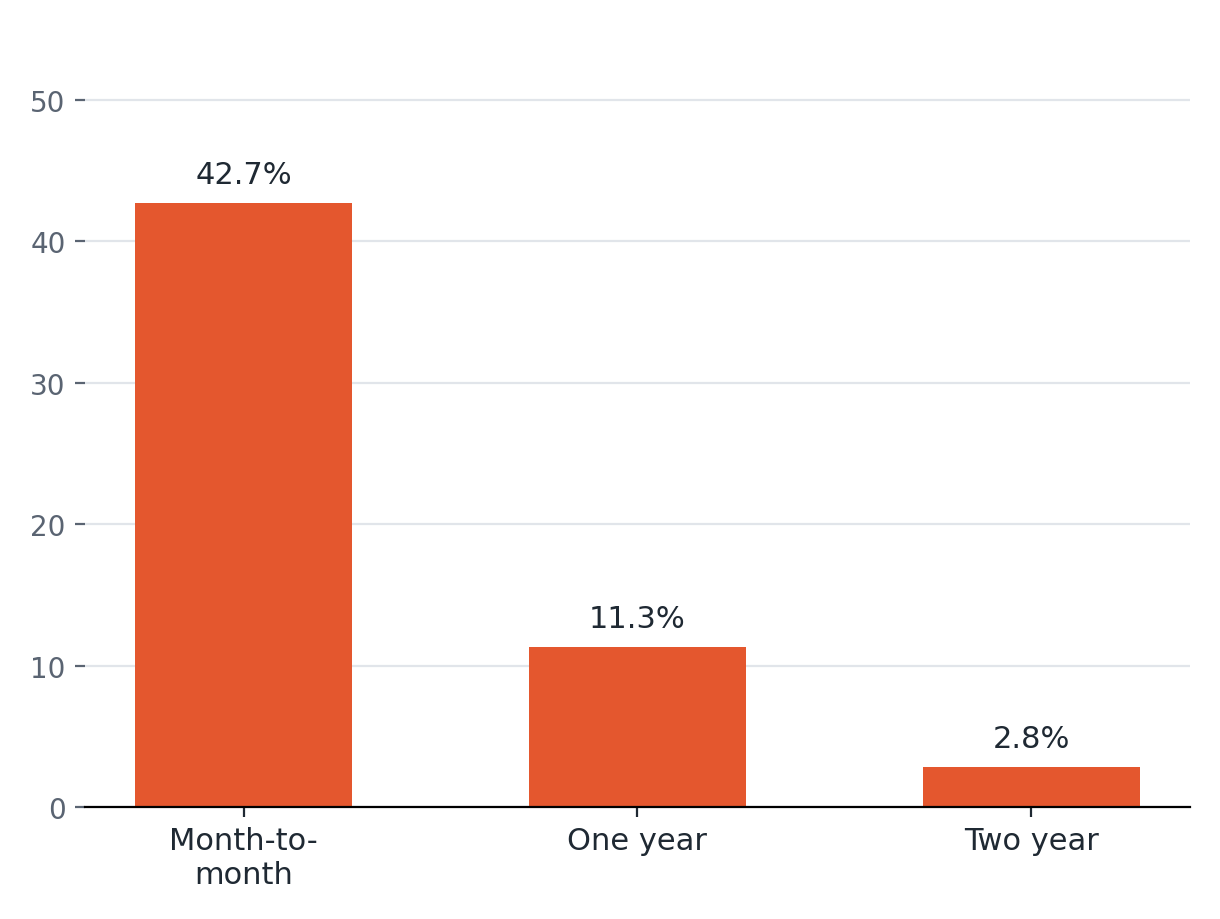 50
42.7%
40
30
20
11.3%
10
2.8%
0
Month-to-
month
One year
Two year